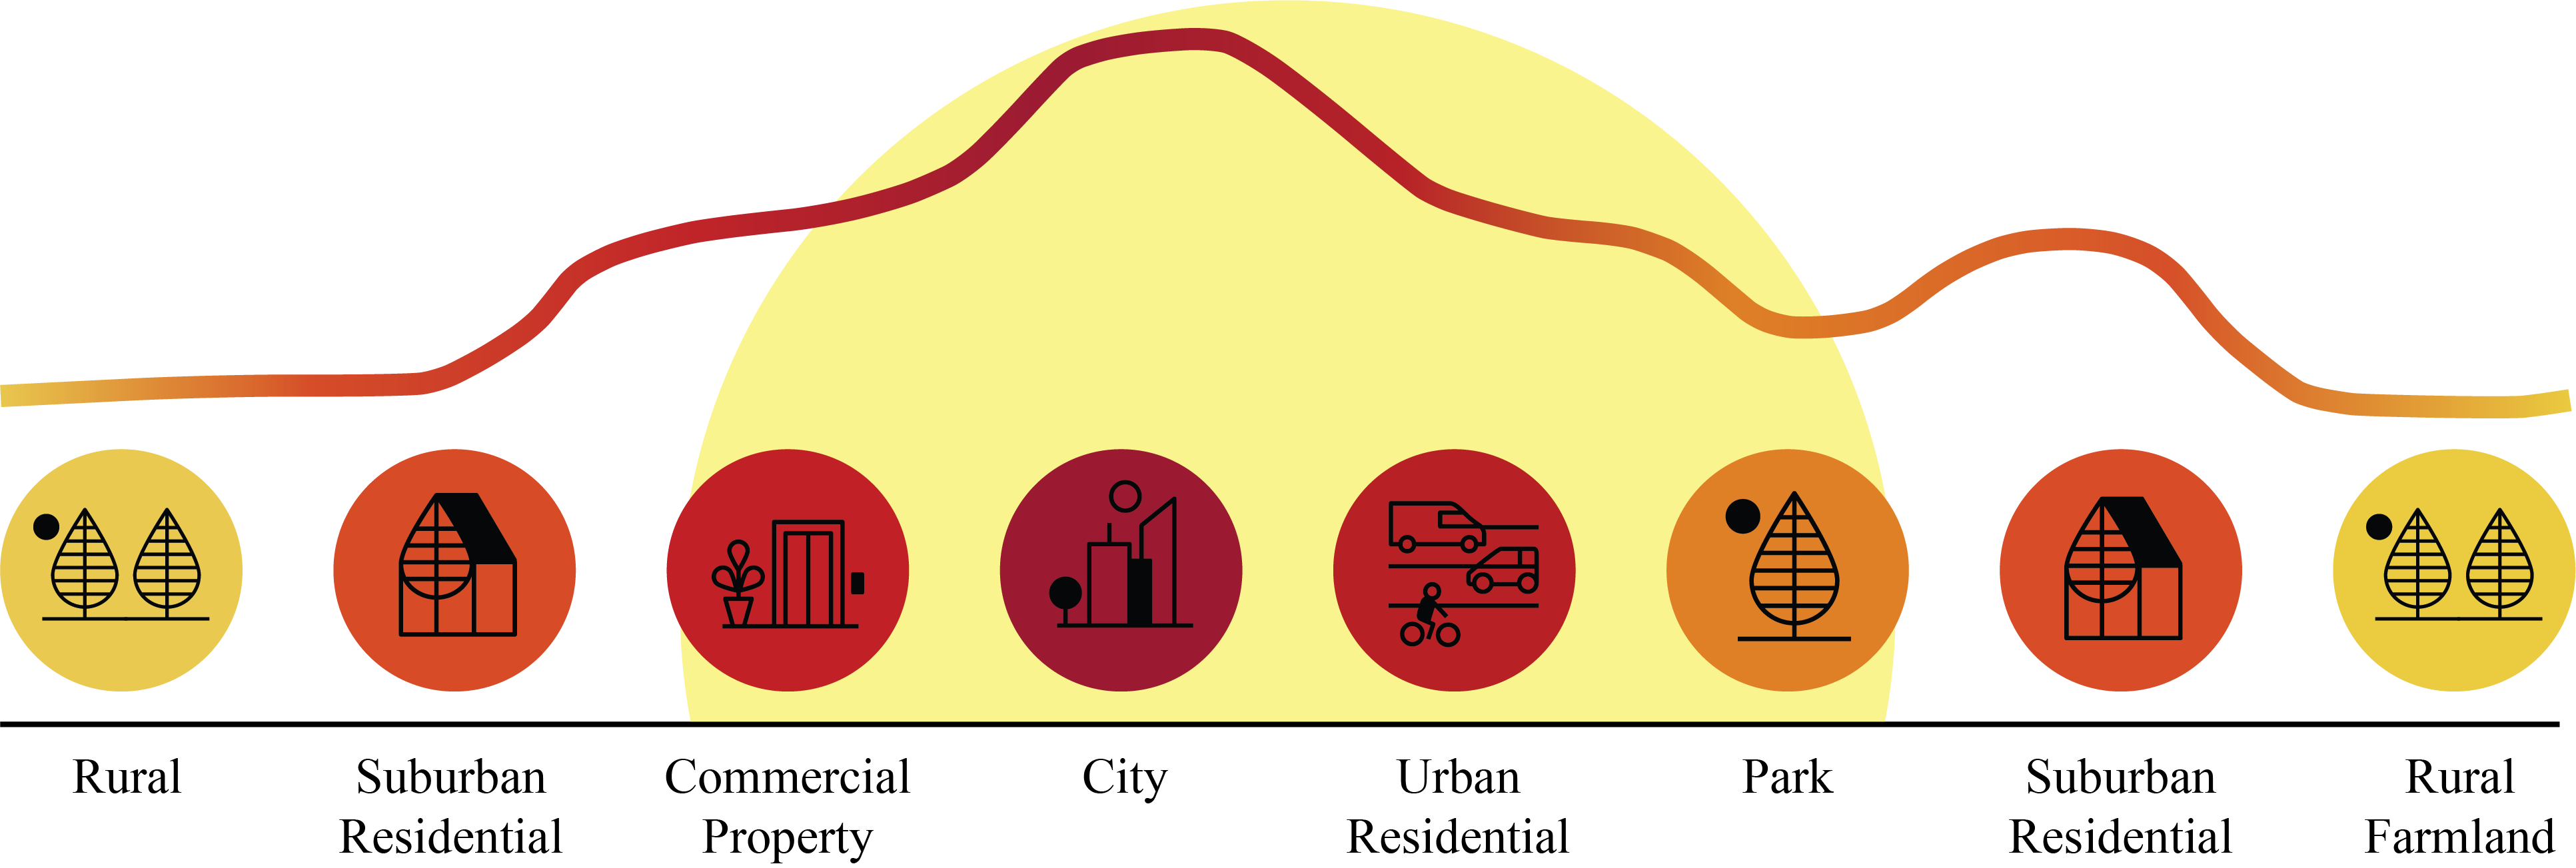 Rural
Suburban
Residential
Commercial
Property
City
Urban
Residential
Park
Suburban
Residential
Rural
Farmland